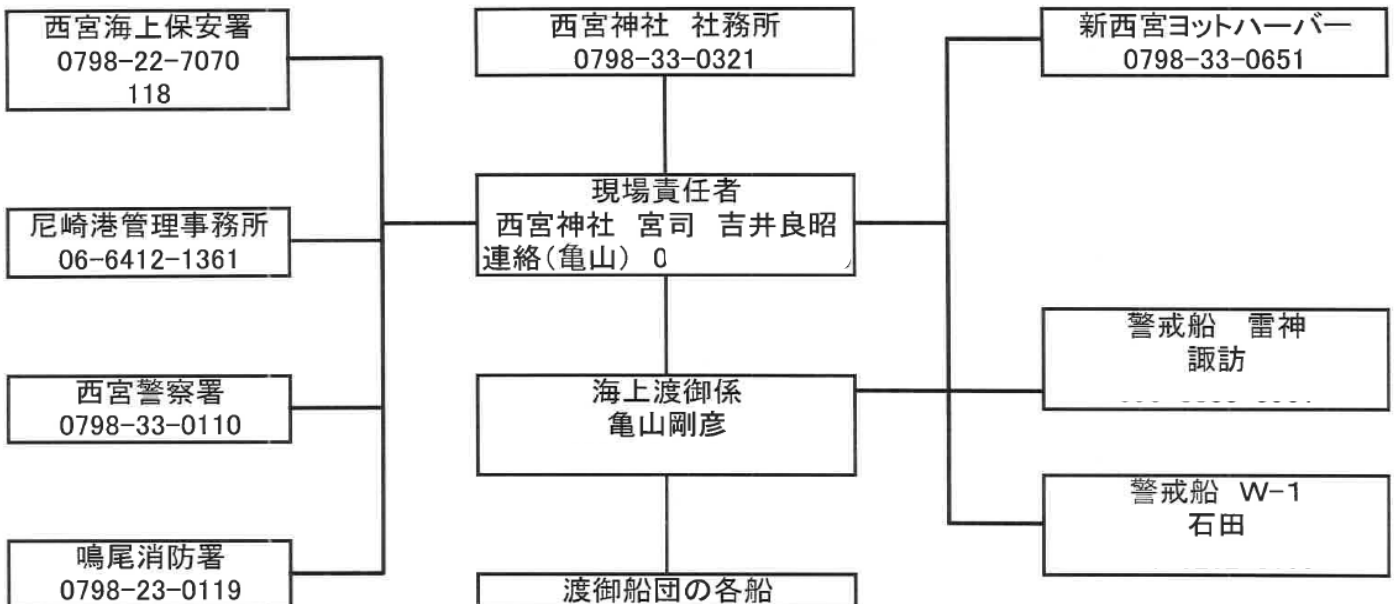 西宮海上保安署
0798-22-7070
118
尼崎港管理事務所
06-6412-1361
西宮警察署
0798-33-0110
鳴尾消防署
0798-23-0119
西宮神社 社務所
0798-33-0321
現場責任者
西宮神社 宮司 吉井良昭
連絡(亀山) 0
海上渡御係
亀山剛彦
渡御船団の各船
新西宮ヨットハーバー
0798-33-0651
警戒船 雷神
諏訪
警戒船 W-1
石田